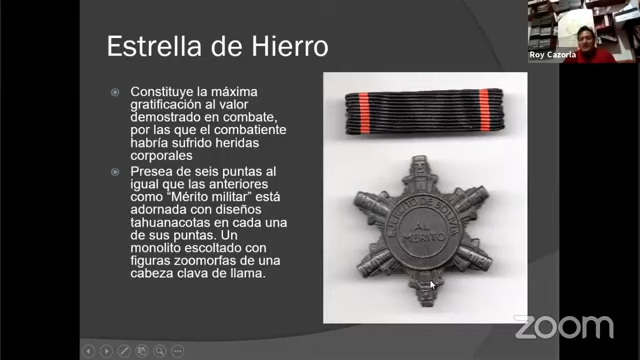 Estrella de Hierro
Constituye la máxima
gratificación al valor
demostrado en combate,
por las que el combatiente
habría sufrido heridas
corporales
Presea de seis puntas al
igual que las anteriores
como “Mérito militar” está
adornada con diseños
tahuanacotas en cada una
de sus puntas. Un
monolito escoltado con
figuras zoomorfas de una
cabeza clava de llama.
EJERCITO DE BOLIVIA
AL
MERITO
Roy Cazorla
zoom